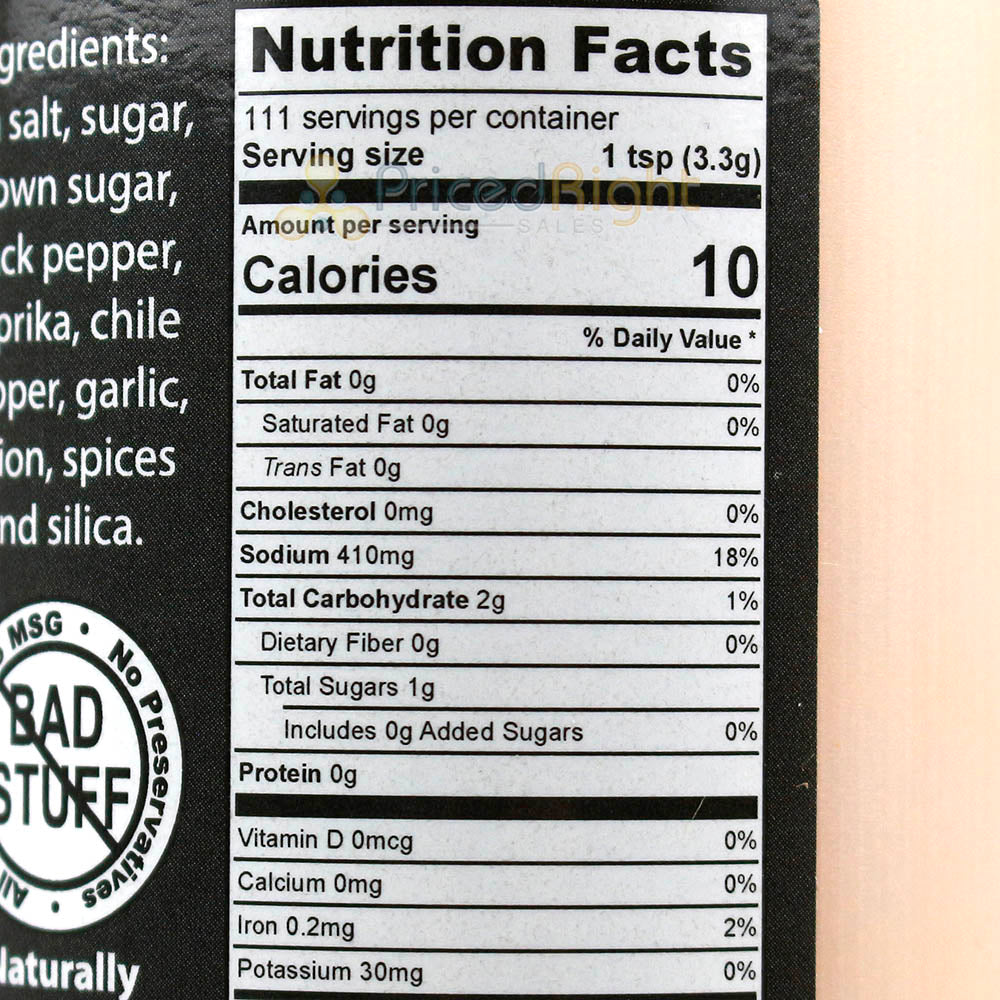 gredients:
salt, sugar,
own sugar,
ck pepper,
prika, chile
pper, garlic,
ion, spices
nd silica.
MSG • No Preservatives • All
BAD
STUFF
Naturally
Nutrition Facts
111 servings per container
Serving size 1 tsp (3.3g)
PricedRight
SALES
Amount per serving
Calories 10
% Daily Value *
Total Fat 0g 0%
Saturated Fat 0g 0%
Trans Fat 0g
Cholesterol 0mg 0%
Sodium 410mg 18%
Total Carbohydrate 2g 1%
Dietary Fiber 0g 0%
Total Sugars 1g
Includes 0g Added Sugars 0%
Protein 0g
Vitamin D 0mcg 0%
Calcium 0mg 0%
Iron 0.2mg 2%
Potassium 30mg 0%